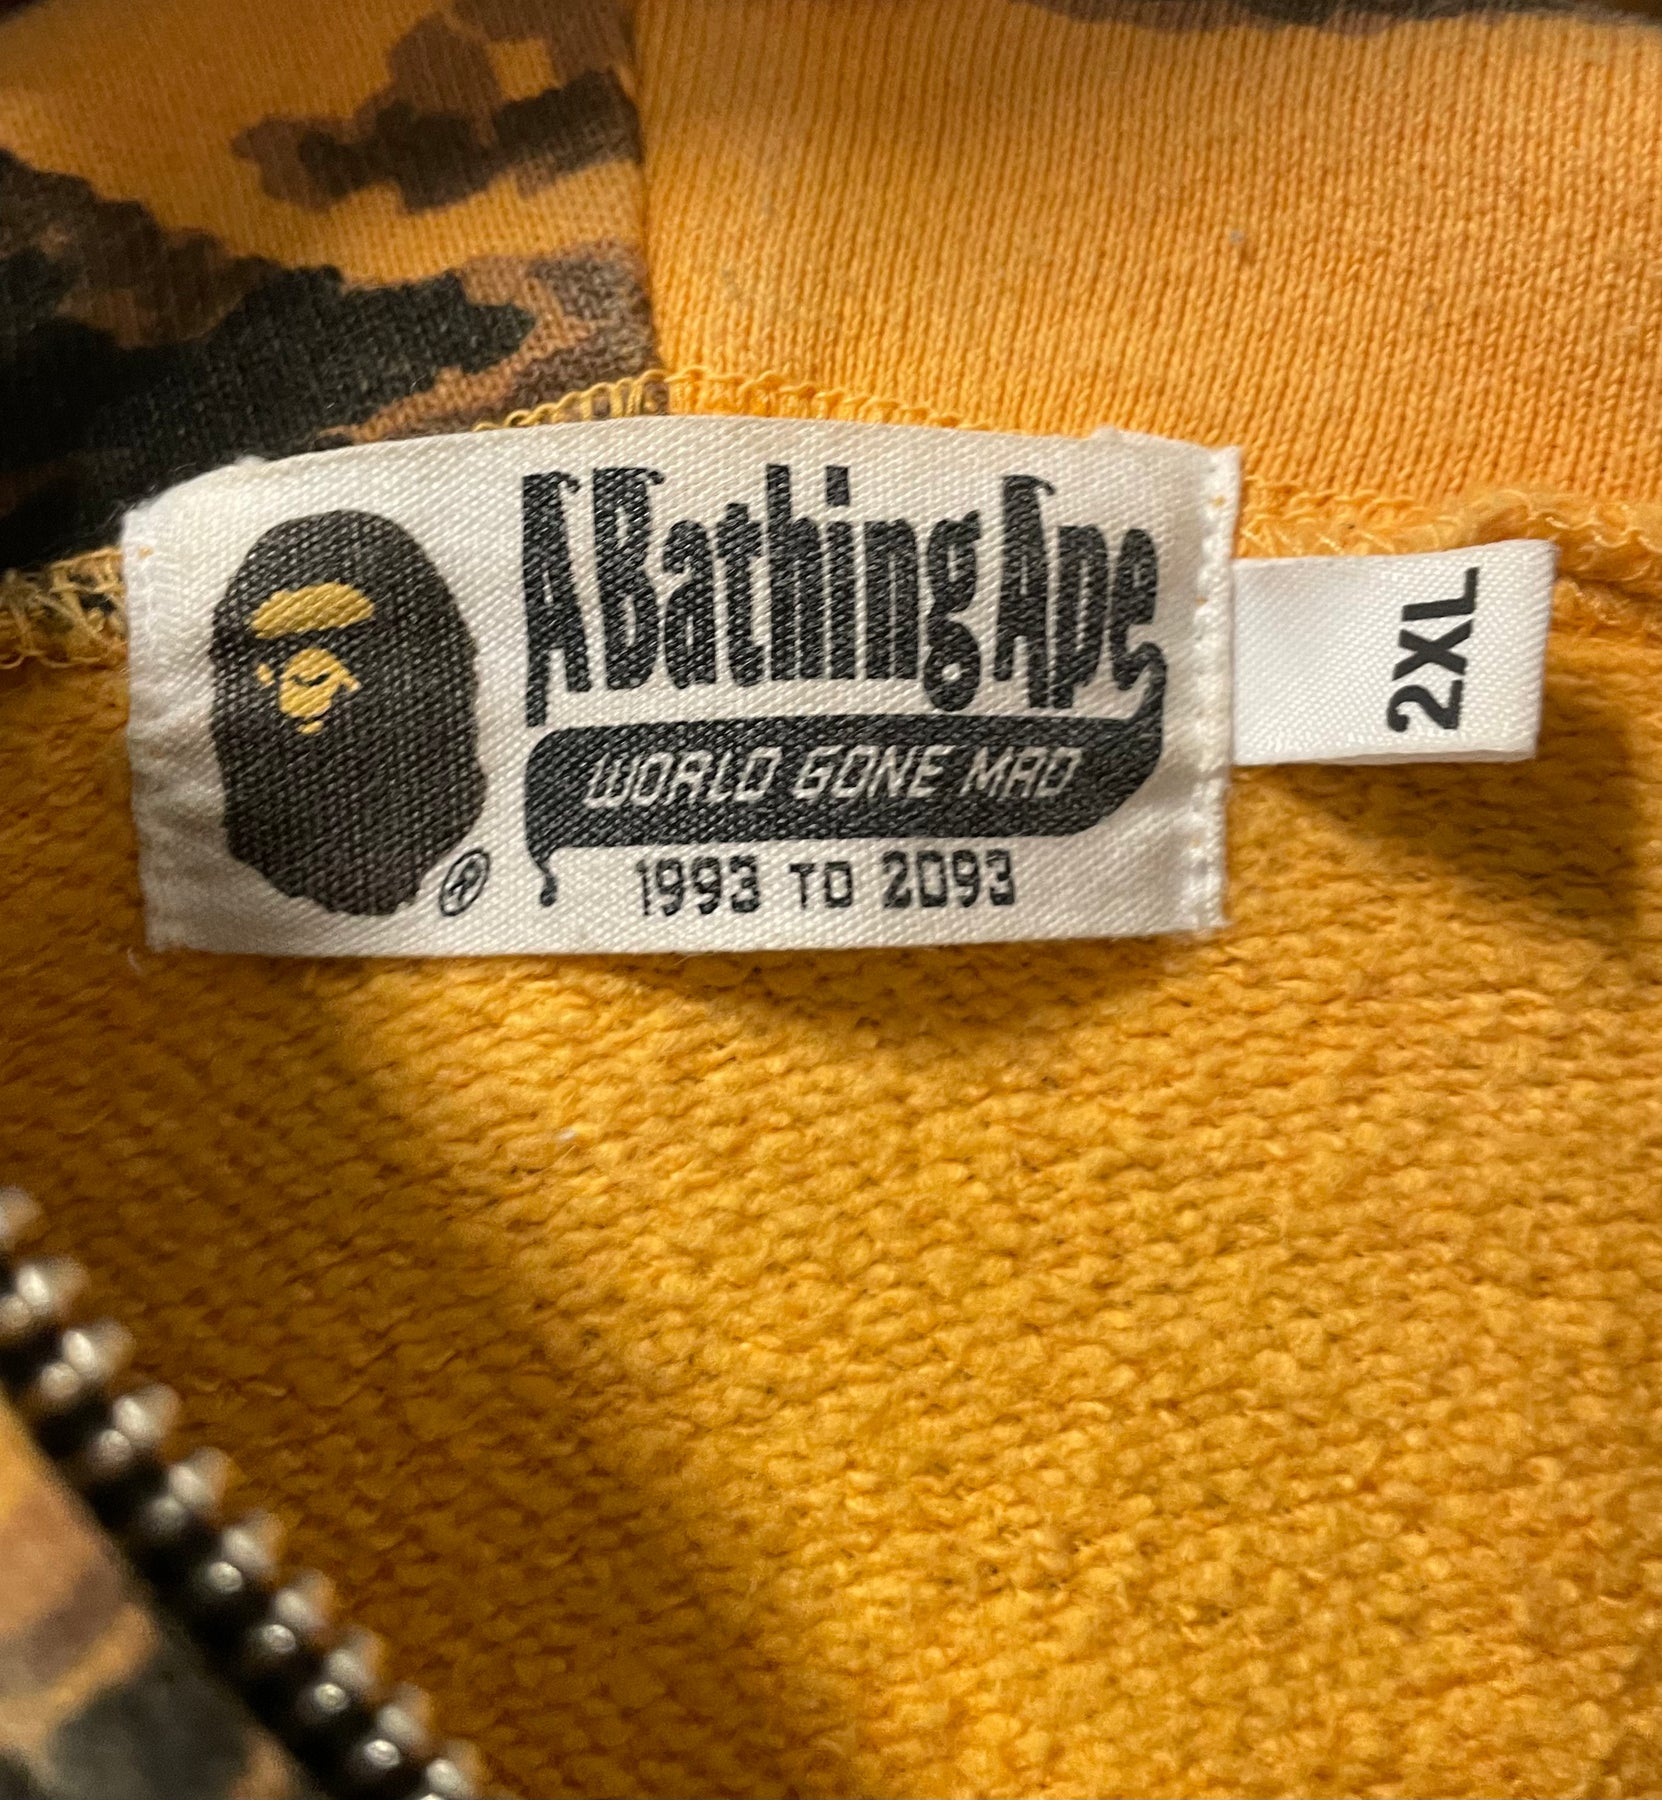 A Bathing Ape
WORLD GONE MAD
1993 TO 2093
®
2XL